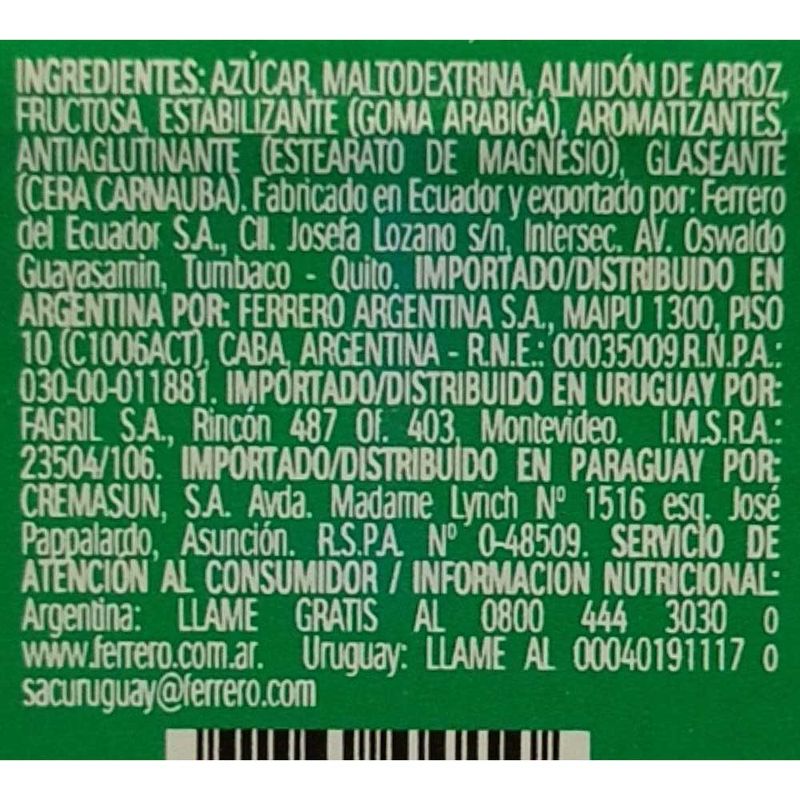 INGREDIENTES: AZÚCAR, MALTODEXTRINA, ALMIDÓN DE ARROZ,
FRUCTOSA, ESTABILIZANTE (GOMA ARABIGA), AROMATIZANTES,
ANTIAGLUTINANTE (ESTEARATO DE MAGNESIO), GLASEANTE
(CERA CARNAUBA). Fabricado en Ecuador y exportado por: Ferrero
del Ecuador S.A., Cll. Josefa Lozano s/n, Intersec. AV. Oswaldo
Guayasamin, Tumbaco - Quito. IMPORTADO/DISTRIBUIDO EN
ARGENTINA POR: FERRERO ARGENTINA S.A., MAIPU 1300, PISO
10 (C1006ACT), CABA, ARGENTINA - R.N.E.: 00035009.R.N.P.A.:
030-00-011881. IMPORTADO/DISTRIBUIDO EN URUGUAY POR:
FAGRIL S.A., Rincón 487 Of. 403, Montevideo. I.M.S.R.A.:
23504/106. IMPORTADO/DISTRIBUIDO EN PARAGUAY POR:
CREMASUN, S.A. Avda. Madame Lynch Nº 1516 esq. José
Pappalardo, Asunción. R.S.P.A. Nº 0-48509. SERVICIO DE
ATENCIÓN AL CONSUMIDOR / INFORMACION NUTRICIONAL:
Argentina: LLAME GRATIS AL 0800 444 3030 o
www.ferrero.com.ar. Uruguay: LLAME AL 00040191117 o
sacuruguay@ferrero.com